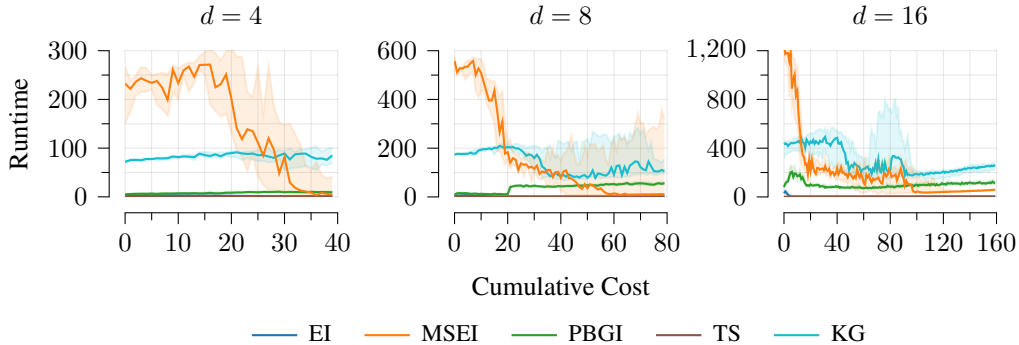 d = 4 d = 8 d = 16
300 600 1,200
200 400 800
100 200 400
0 0 0
Runtime
0 10 20 30 40 0 20 40 60 80 0 40 80 120 160
Cumulative Cost
EI MSEI PBGI TS KG